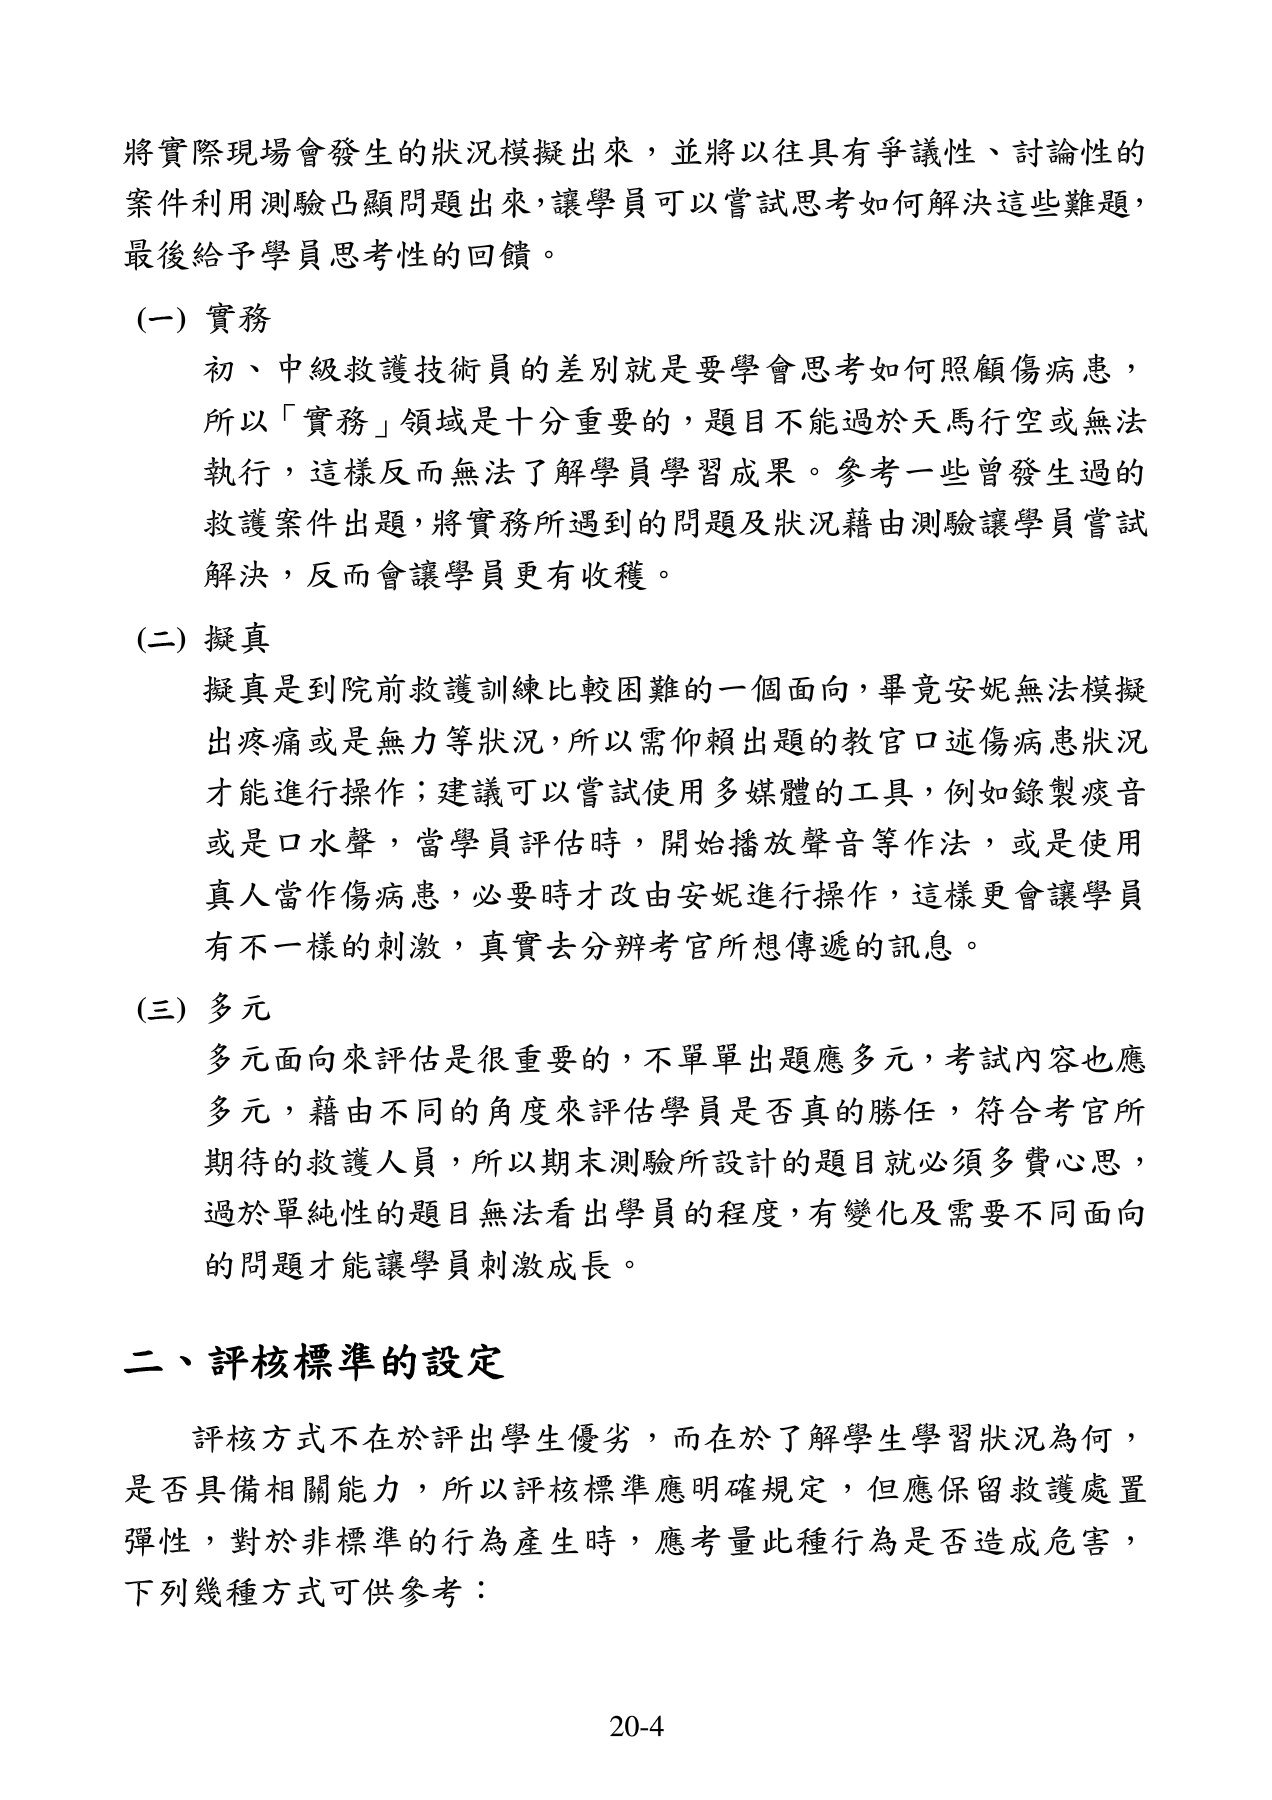 將實際現場會發生的狀況模擬出來，並將以往具有爭議性、討論性的
案件利用測驗凸顯問題出來，讓學員可以嘗試思考如何解決這些難題，
最後給予學員思考性的回饋。
(一) 實務
初、中級救護技術員的差別就是要學會思考如何照顧傷病患，
所以「實務」領域是十分重要的，題目不能過於天馬行空或無法
執行，這樣反而無法了解學員學習成果。參考一些曾發生過的
救護案件出題，將實務所遇到的問題及狀況藉由測驗讓學員嘗試
解決，反而會讓學員更有收穫。
(二) 擬真
擬真是到院前救護訓練比較困難的一個面向，畢竟安妮無法模擬
出疼痛或是無力等狀況，所以需仰賴出題的教官口述傷病患狀況
才能進行操作；建議可以嘗試使用多媒體的工具，例如錄製痰音
或是口水聲，當學員評估時，開始播放聲音等作法，或是使用
真人當作傷病患，必要時才改由安妮進行操作，這樣更會讓學員
有不一樣的刺激，真實去分辨考官所想傳遞的訊息。
(三) 多元
多元面向來評估是很重要的，不單單出題應多元，考試內容也應
多元，藉由不同的角度來評估學員是否真的勝任，符合考官所
期待的救護人員，所以期末測驗所設計的題目就必須多費心思，
過於單純性的題目無法看出學員的程度，有變化及需要不同面向
的問題才能讓學員刺激成長。
二、評核標準的設定
評核方式不在於評出學生優劣，而在於了解學生學習狀況為何，
是否具備相關能力，所以評核標準應明確規定，但應保留救護處置
彈性，對於非標準的行為產生時，應考量此種行為是否造成危害，
下列幾種方式可供參考：
20-4